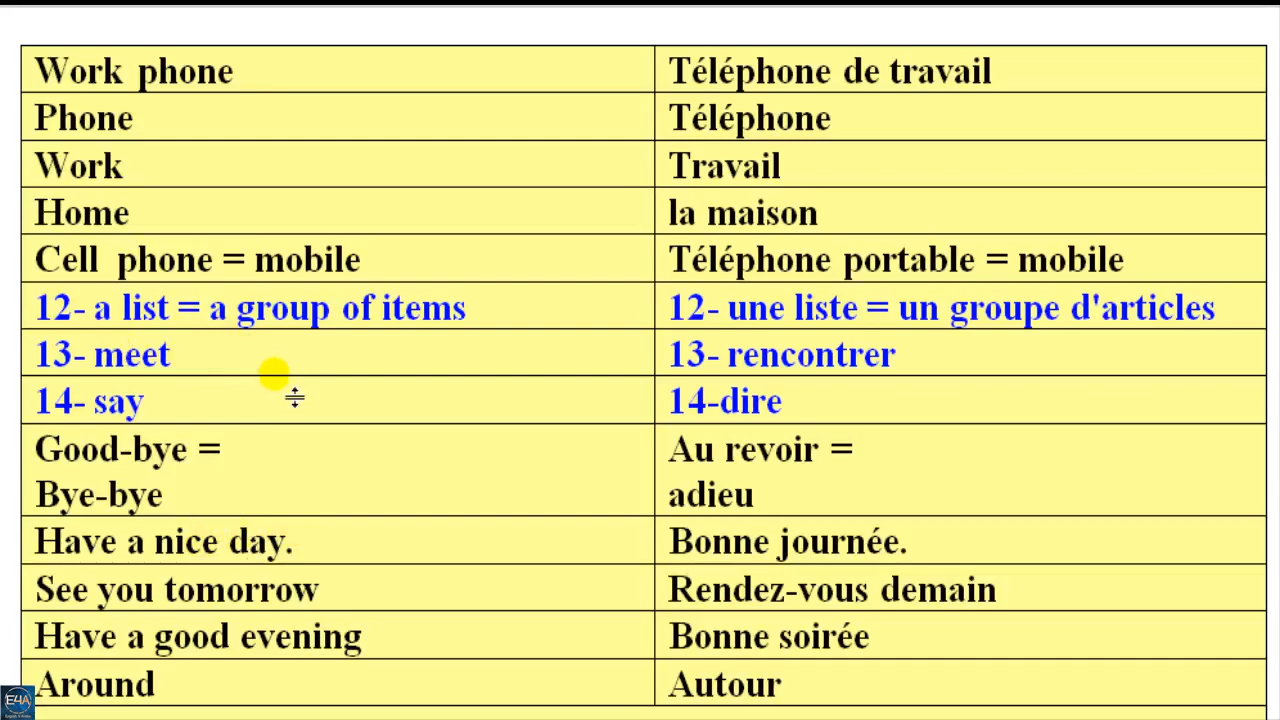 Work phone Téléphone de travail
Phone Téléphone
Work Travail
Home la maison
Cell phone = mobile Téléphone portable = mobile
12- a list = a group of items 12- une liste = un groupe d'articles
13- meet 13- rencontrer
14- say 14-dire
Good-bye = Au revoir =
Bye-bye adieu
Have a nice day. Bonne journée.
See you tomorrow Rendez-vous demain
Have a good evening Bonne soirée
Around Autour
E4A